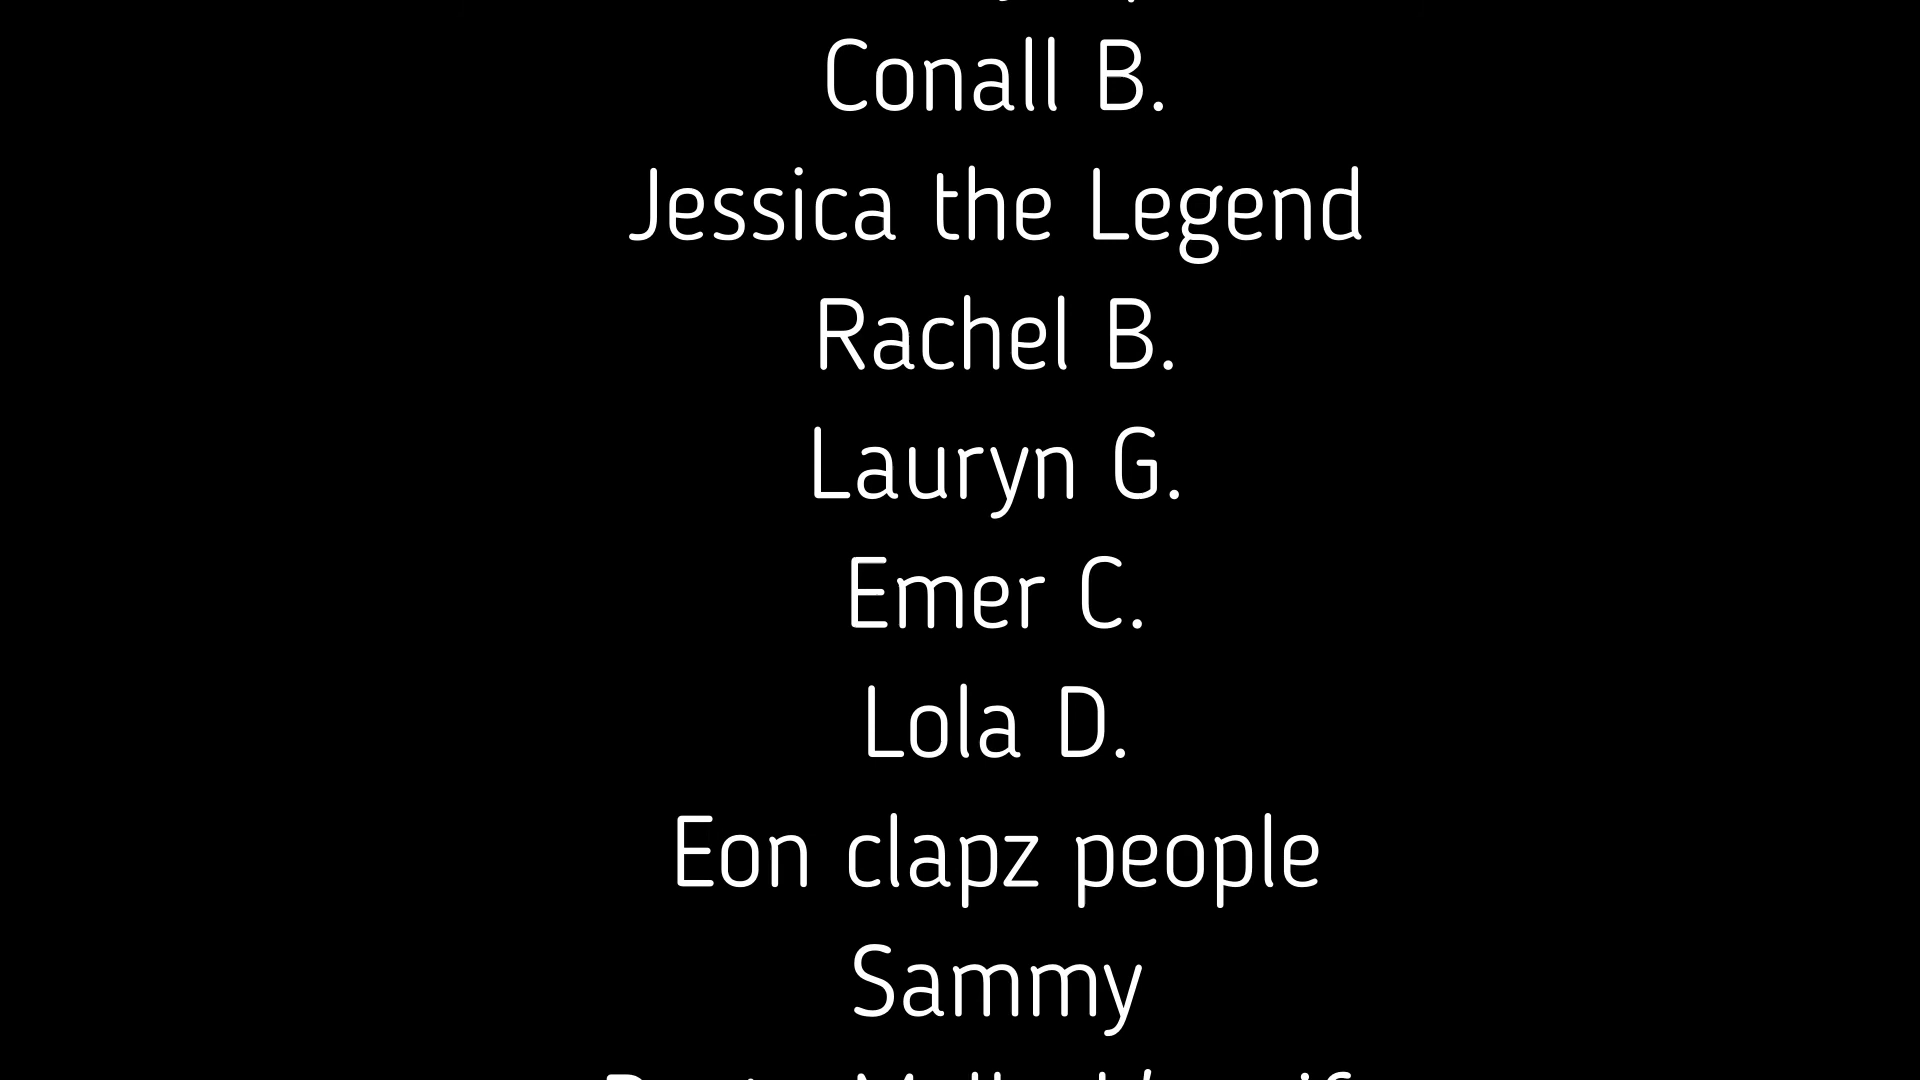 Conall B.
Jessica the Legend
Rachel B.
Lauryn G.
Emer C.
Lola D.
Eon clapz people
Sammy